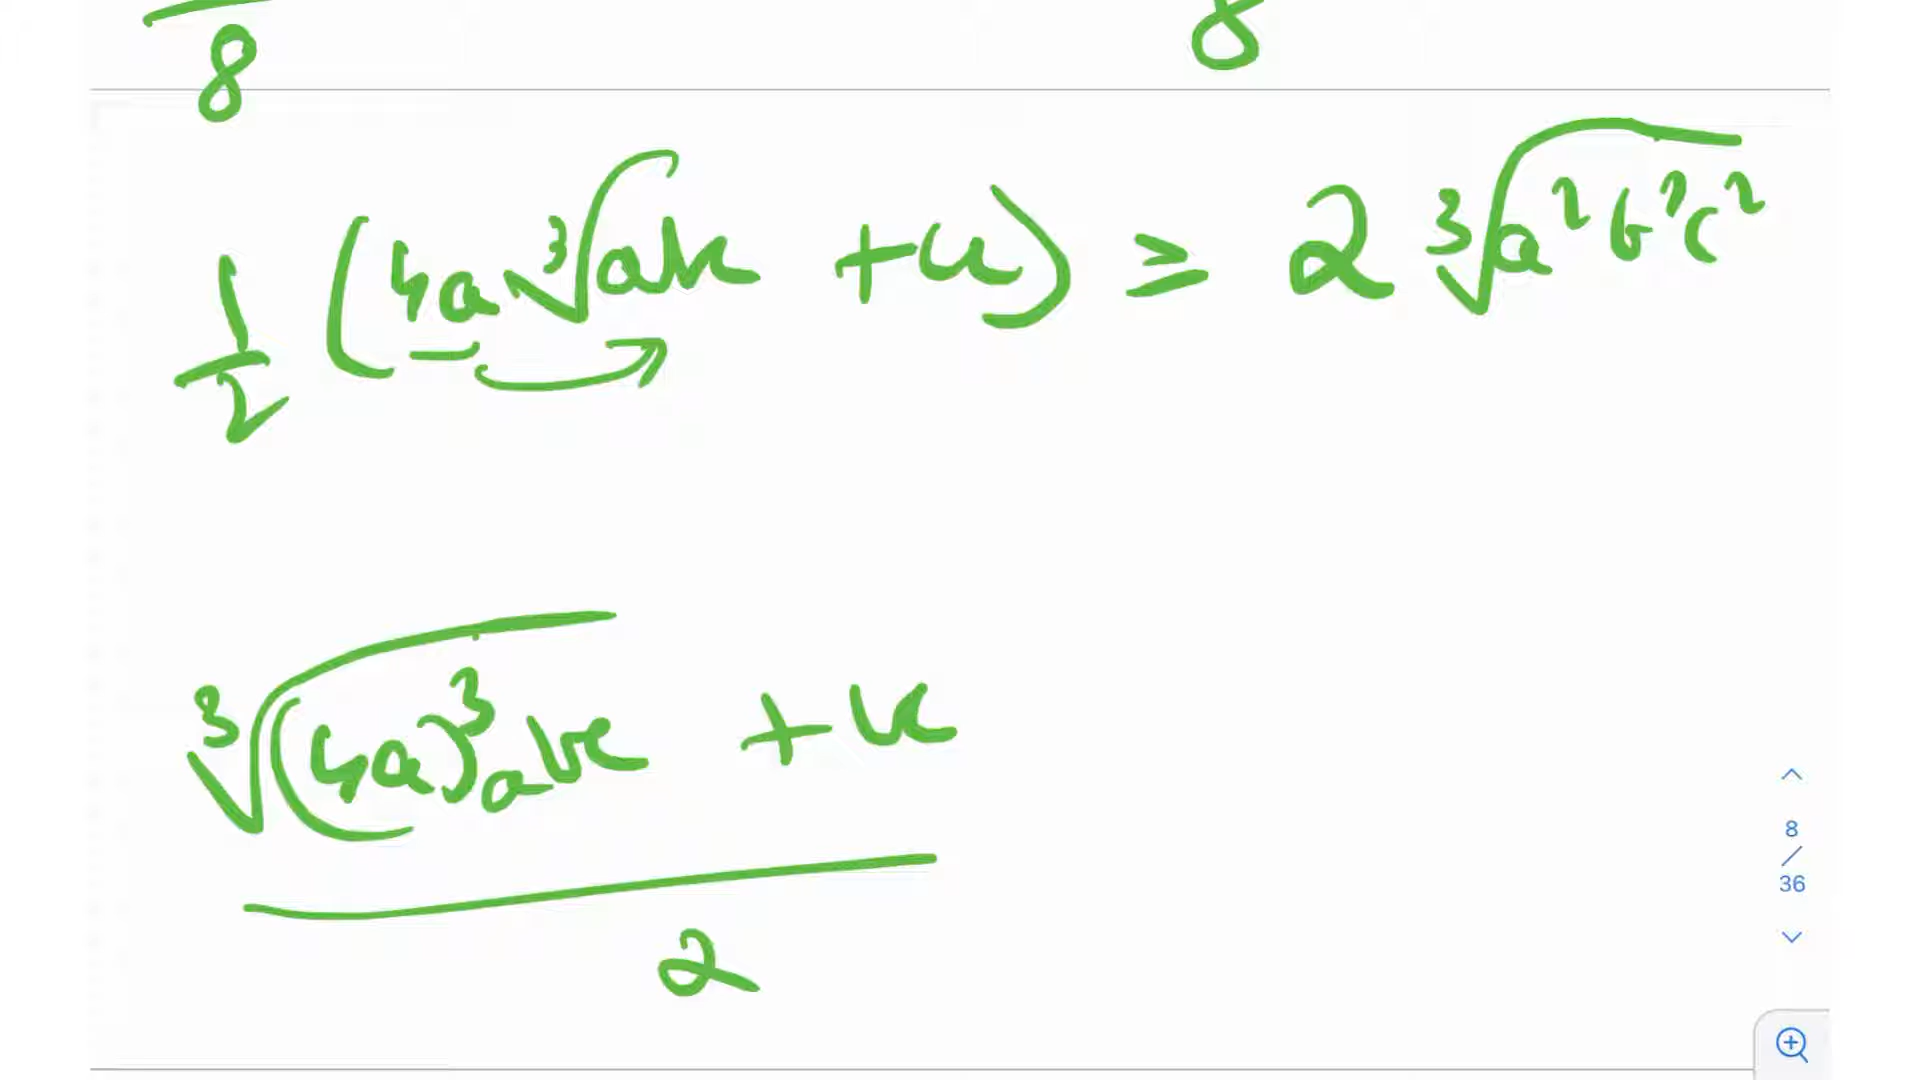 8 8
1/2 (4a ∛abc + bc) ≥ 2 ∛a²b²c²
∛(4a)³abc + bc
2
8
/
36